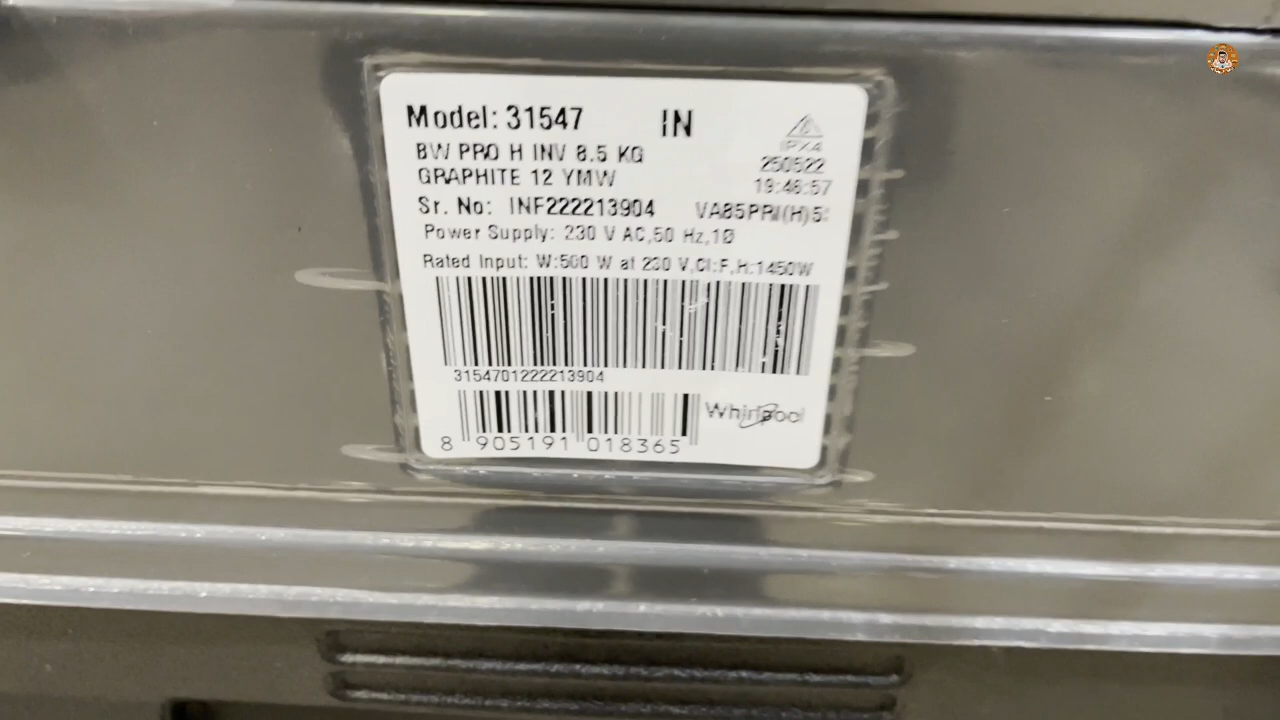 Model: 31547 IN
BW PRO H INV 8.5 KG
GRAPHITE 12 YMW
IPX4
250522
19:46:57
Sr. No: INF222213904
Power Supply: 230 V AC,50 Hz,1Ø
Rated Input: W:500 W at 230 V,Cl:F,H:1450W
3154701222213904
Whirlpool
8 905191 018365